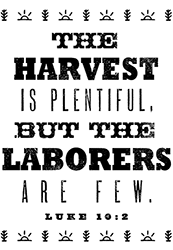 THE
HARVEST
IS PLENTIFUL,
BUT THE
LABORERS
ARE FEW.
LUKE 10:2